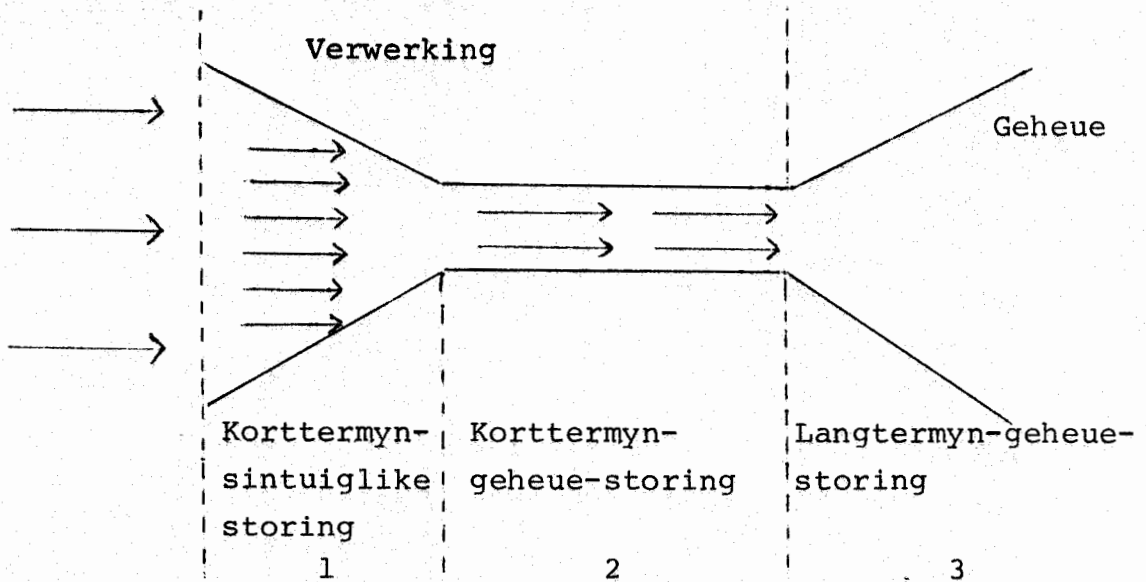 Verwerking
Geheue
Korttermyn-
sintuiglike
storing
Korttermyn-
geheue-storing
Langtermyn-geheue-
storing
1
2
3